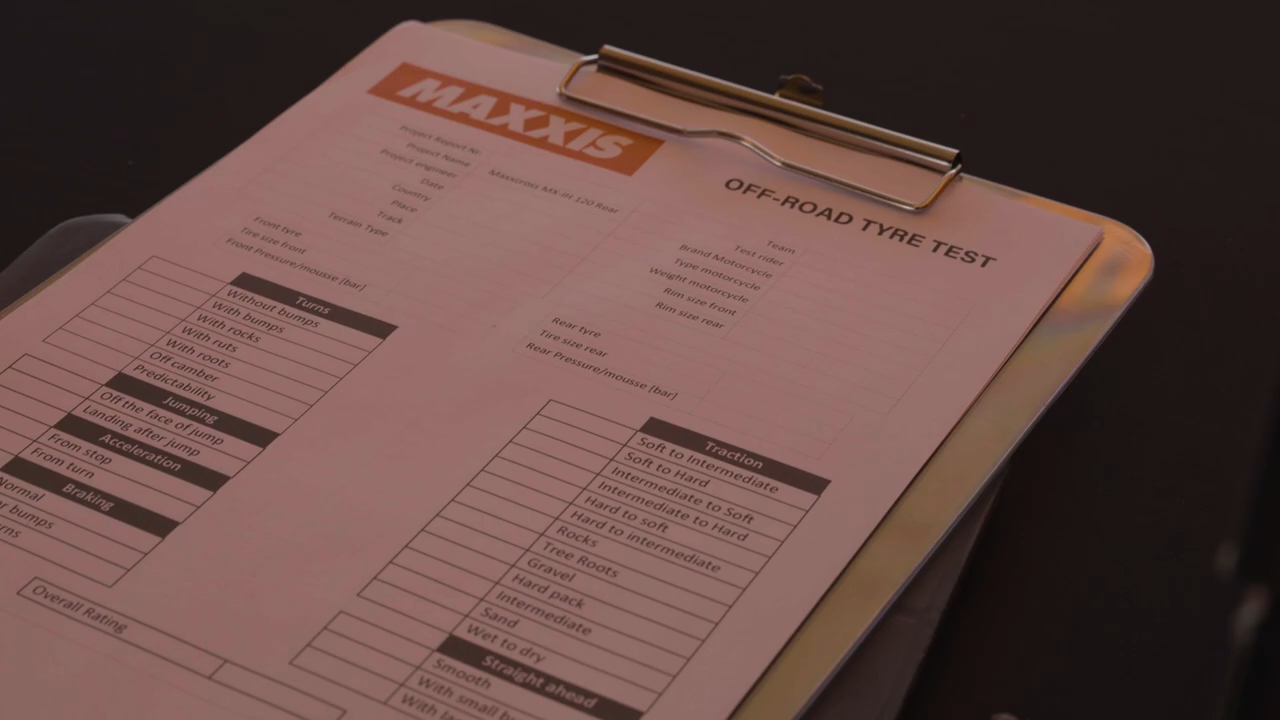 MAXXIS
OFF-ROAD TYRE TEST
Project Report Nr.
Project Name
Maxxcross MX-IH 120 Rear
Project engineer
Date
Country
Place
Track
Terrain Type
Team
Test rider
Brand Motorcycle
Type motorcycle
Weight motorcycle
Rim size front
Rim size rear
Front tyre
Tire size front
Front Pressure/mousse [bar]
Rear tyre
Tire size rear
Rear Pressure/mousse [bar]
Turns
Without bumps
With bumps
With rocks
With ruts
With roots
Off camber
Predictability
Jumping
Off the face of jump
Landing after jump
Acceleration
From stop
From turn
Braking
Normal
bumps
Overall Rating
Traction
Soft to Intermediate
Soft to Hard
Intermediate to Soft
Intermediate to Hard
Hard to soft
Hard to intermediate
Rocks
Tree Roots
Gravel
Hard pack
Intermediate
Sand
Wet to dry
Straight ahead
Smooth
With small
With